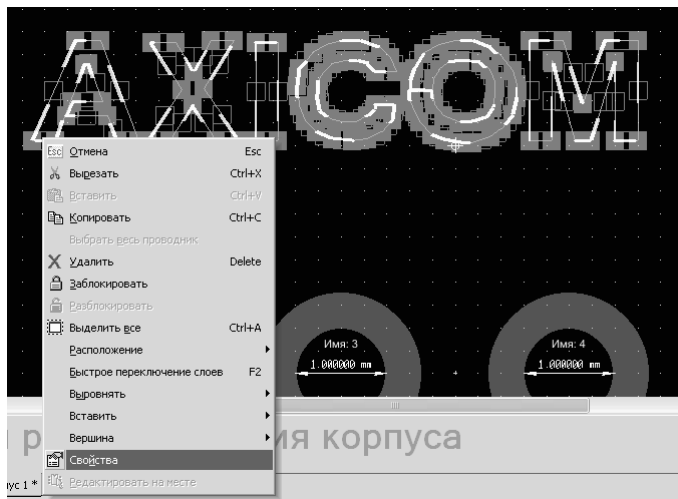 AXICOM
Esc Отмена Esc
Вырезать Ctrl+X
Вставить Ctrl+V
Копировать Ctrl+C
Выбрать весь проводник
Удалить Delete
Заблокировать
Разблокировать
Выделить все Ctrl+A
Расположение
Быстрое переключение слоев F2
Выровнять
Вставить
Вершина
Свойства
Редактировать на месте
Имя: 3
1.000000 mm
Имя: 4
1.000000 mm
ия корпуса
ус 1 *